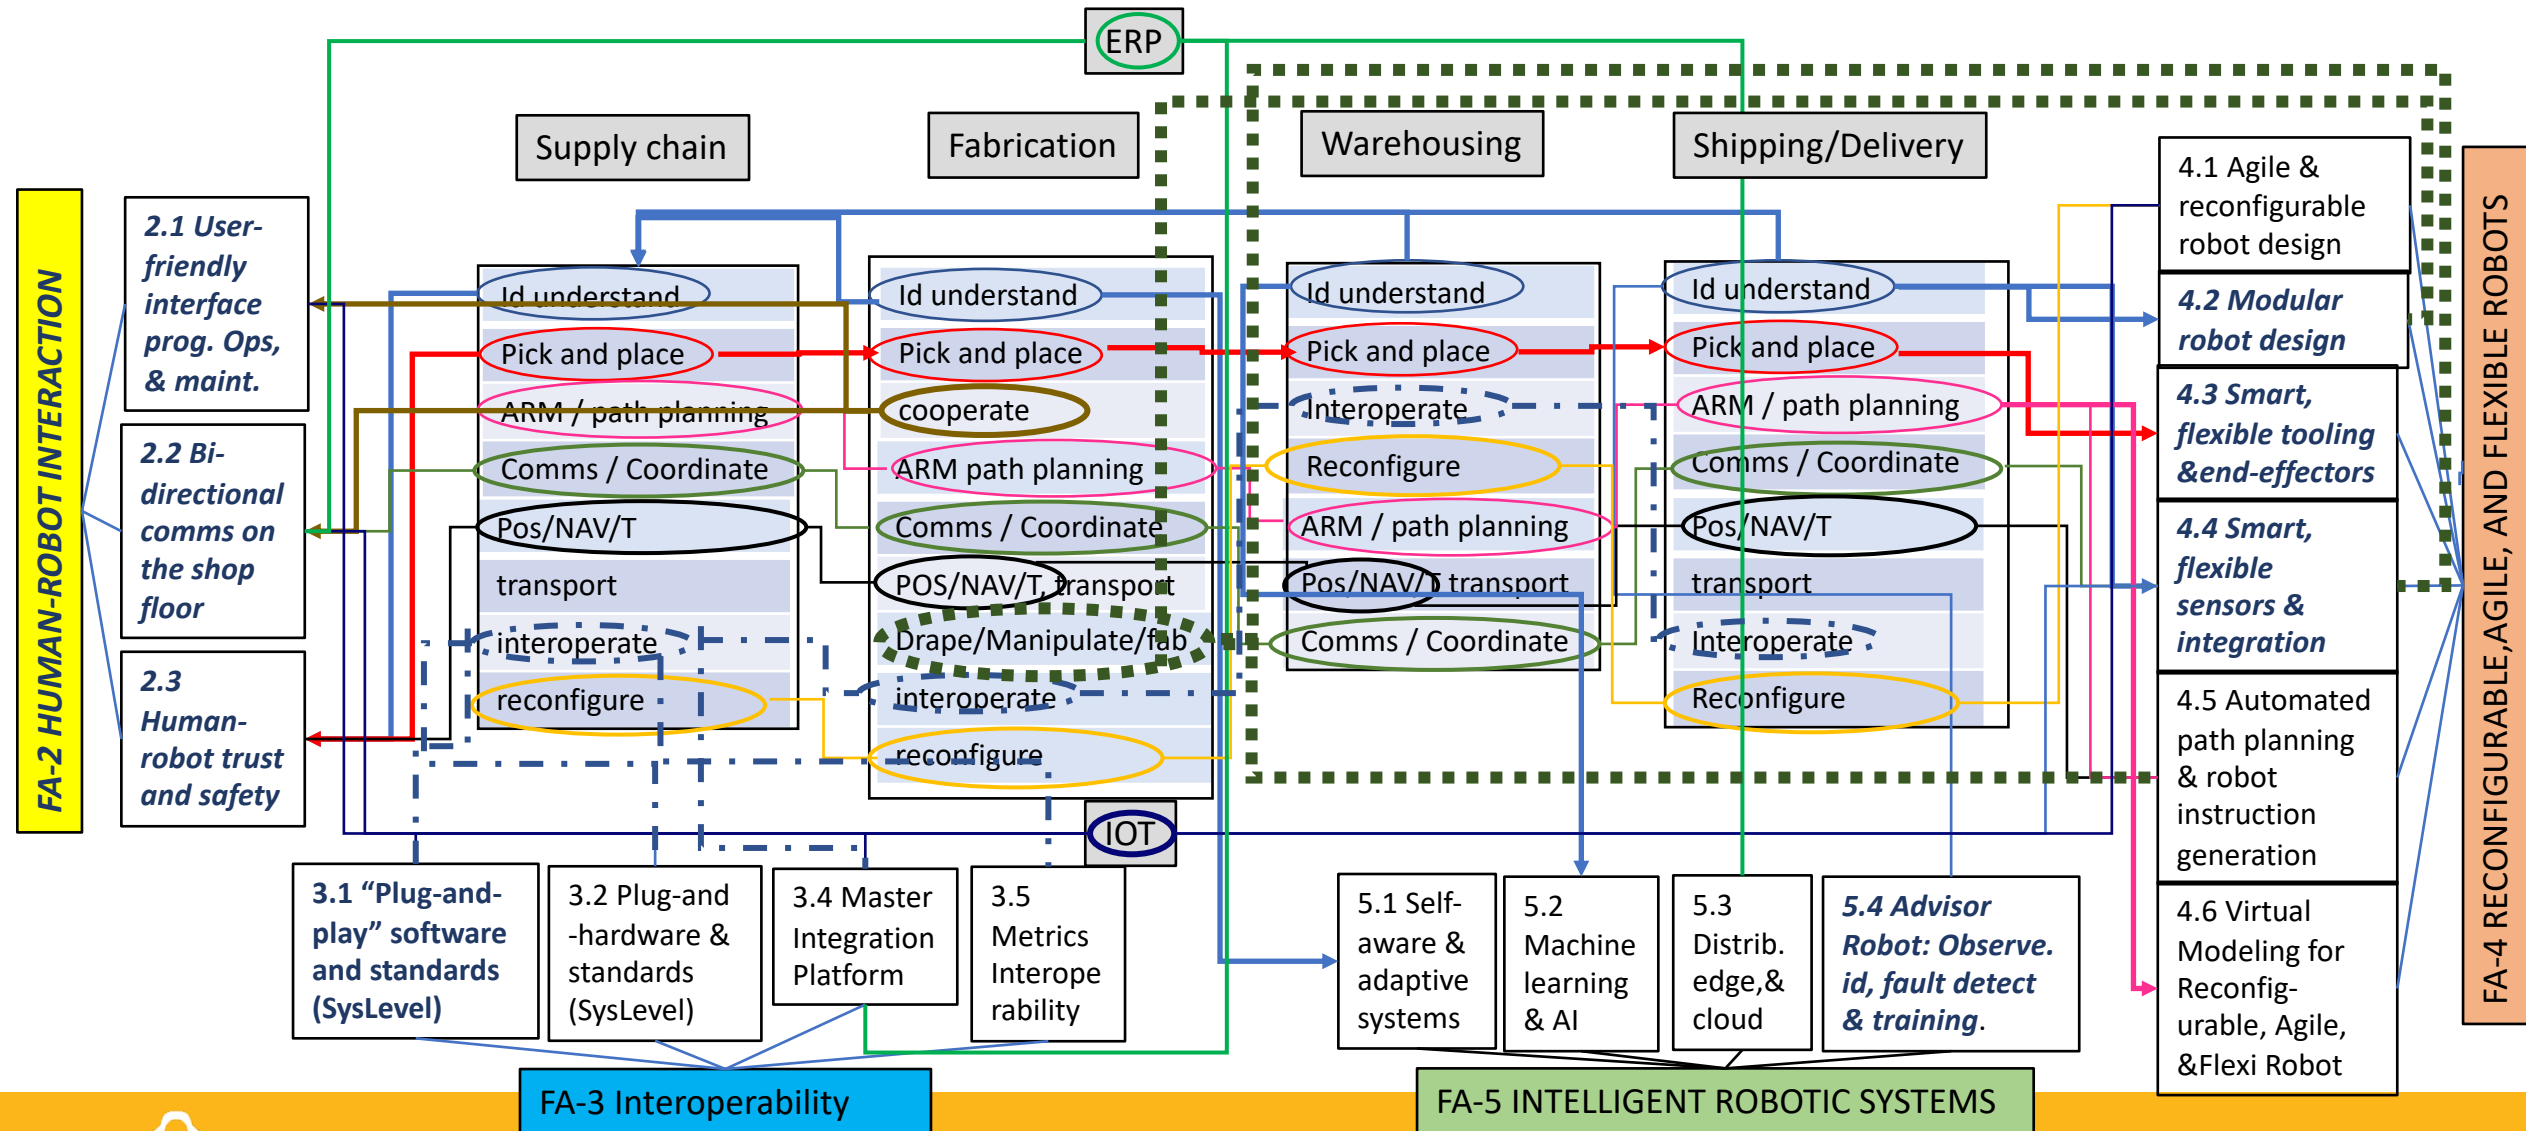 ERP
Supply chain
Fabrication
Warehousing
Shipping/Delivery
FA-2 HUMAN-ROBOT INTERACTION
2.1 User-
friendly
interface
prog. Ops,
& maint.
2.2 Bi-
directional
comms on
the shop
floor
2.3
Human-
robot trust
and safety
Id understand
Pick and place
ARM / path planning
Comms / Coordinate
Pos/NAV/T
transport
interoperate
reconfigure
Id understand
Pick and place
cooperate
ARM path planning
Comms / Coordinate
POS/NAV/T, transport
Drape/Manipulate/fab
interoperate
reconfigure
Id understand
Pick and place
Interoperate
Reconfigure
ARM / path planning
Pos/NAV/T transport
Comms / Coordinate
Id understand
Pick and place
ARM / path planning
Comms / Coordinate
Pos/NAV/T
transport
Interoperate
Reconfigure
4.1 Agile &
reconfigurable
robot design
4.2 Modular
robot design
4.3 Smart,
flexible tooling
&end-effectors
4.4 Smart,
flexible
sensors &
integration
4.5 Automated
path planning
& robot
instruction
generation
4.6 Virtual
Modeling for
Reconfig-
urable, Agile,
&Flexi Robot
FA-4 RECONFIGURABLE,AGILE, AND FLEXIBLE ROBOTS
IOT
3.1 “Plug-and-
play” software
and standards
(SysLevel)
3.2 Plug-and
-hardware &
standards
(SysLevel)
3.4 Master
Integration
Platform
3.5
Metrics
Interope
rability
5.1 Self-
aware &
adaptive
systems
5.2
Machine
learning
& AI
5.3
Distrib.
edge,&
cloud
5.4 Advisor
Robot: Observe.
id, fault detect
& training.
FA-3 Interoperability
FA-5 INTELLIGENT ROBOTIC SYSTEMS